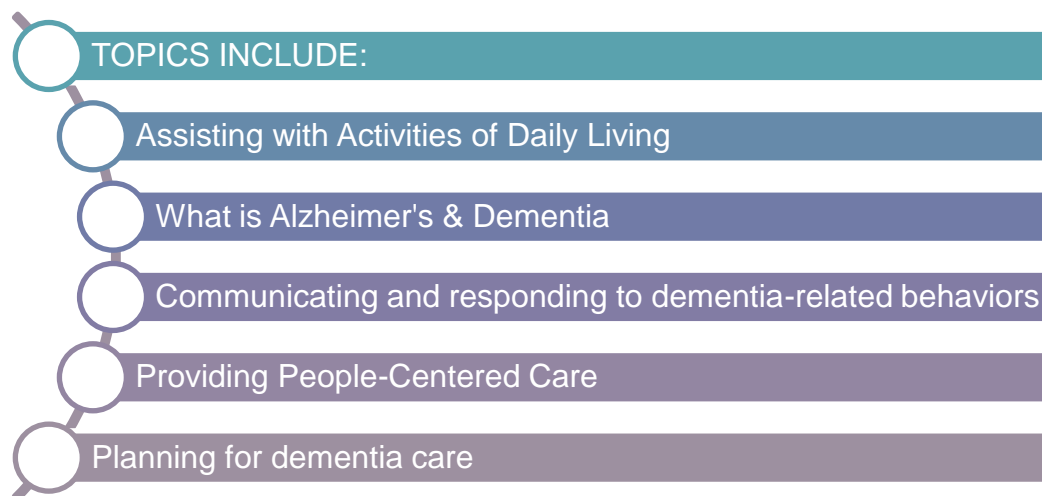 TOPICS INCLUDE:
Assisting with Activities of Daily Living
What is Alzheimer's & Dementia
Communicating and responding to dementia-related behaviors
Providing People-Centered Care
Planning for dementia care